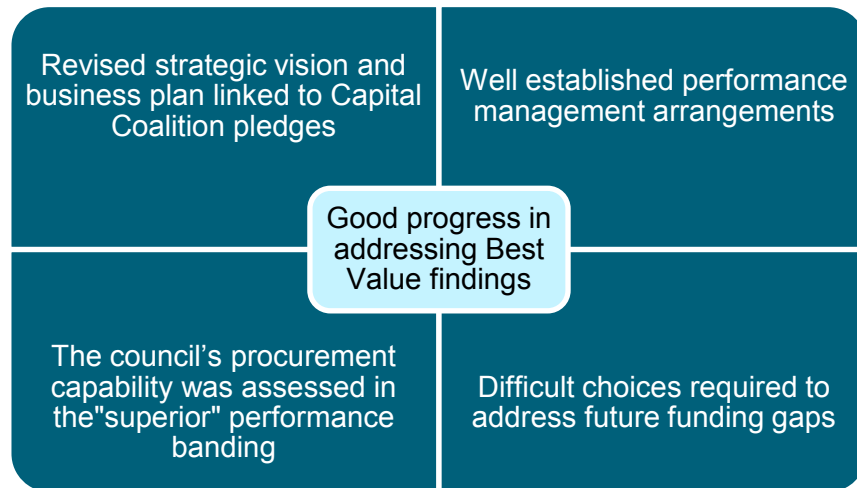 Revised strategic vision and
business plan linked to Capital
Coalition pledges
Well established performance
management arrangements
Good progress in
addressing Best
Value findings
The council's procurement
capability was assessed in
the"superior" performance
banding
Difficult choices required to
address future funding gaps